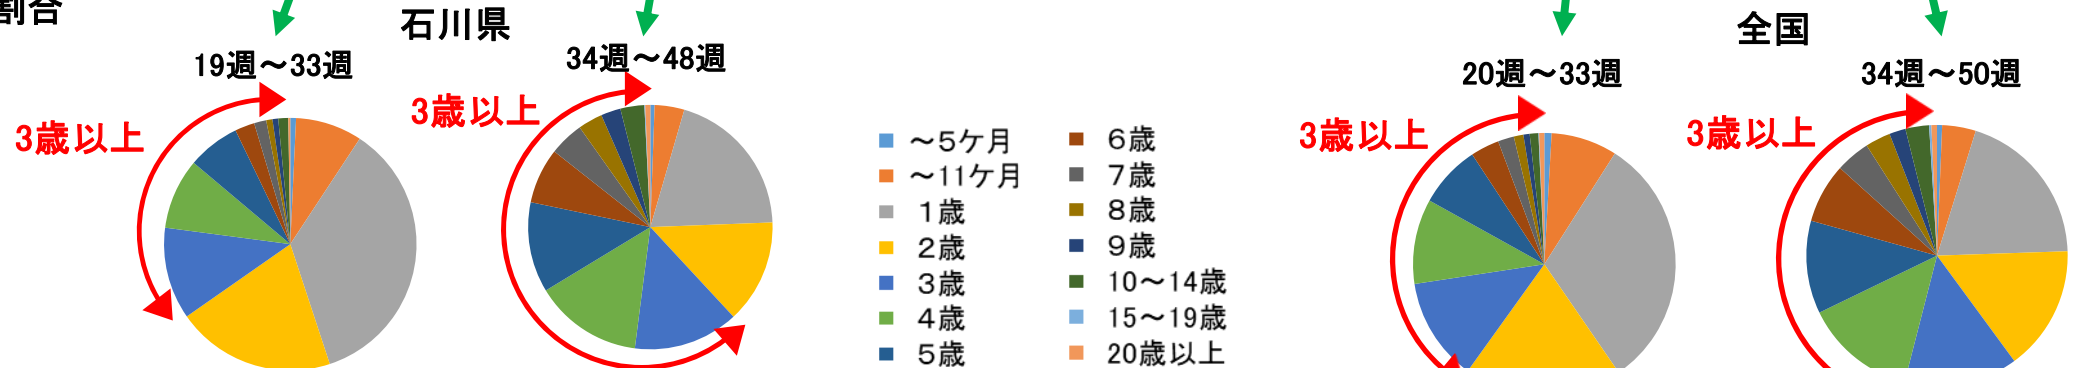 割合
石川県
19週～33週
34週～48週
3歳以上
3歳以上
～5ケ月
～11ケ月
1歳
2歳
3歳
4歳
5歳
6歳
7歳
8歳
9歳
10～14歳
15～19歳
20歳以上
全国
20週～33週
34週～50週
3歳以上
3歳以上